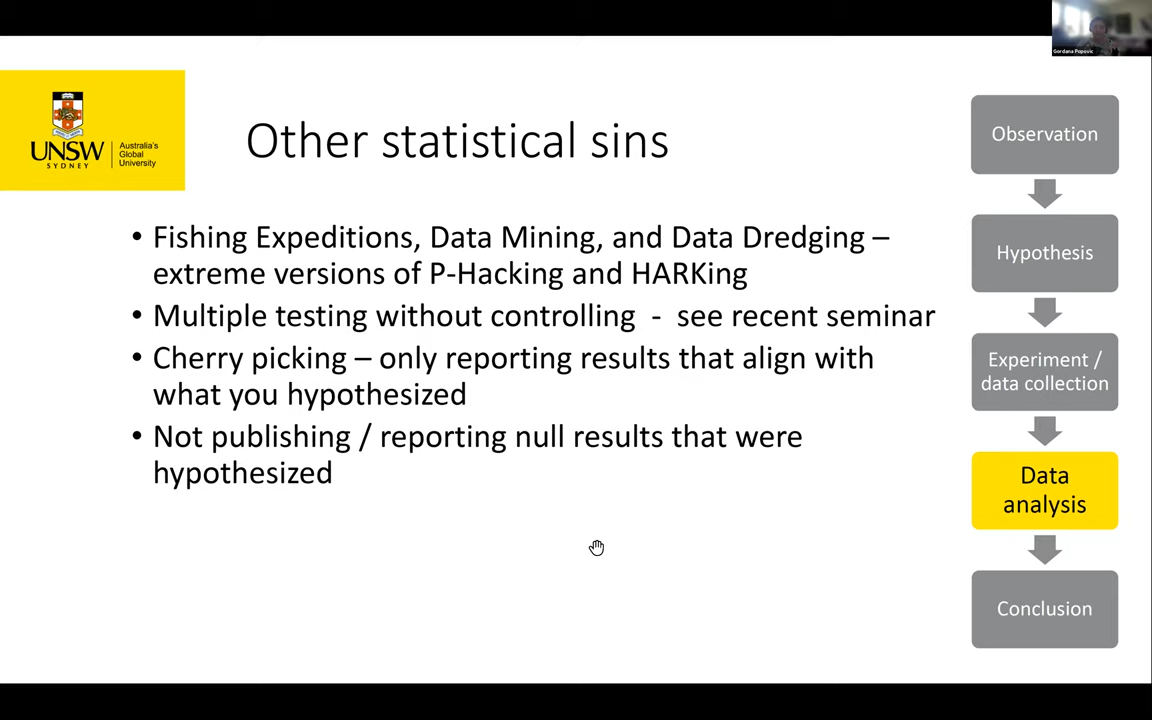 Gordana Popovic
UNSW
SYDNEY
Australia's
Global
University
Other statistical sins
• Fishing Expeditions, Data Mining, and Data Dredging –
extreme versions of P-Hacking and HARKing
• Multiple testing without controlling - see recent seminar
• Cherry picking – only reporting results that align with
what you hypothesized
• Not publishing / reporting null results that were
hypothesized
Observation
Hypothesis
Experiment /
data collection
Data
analysis
Conclusion